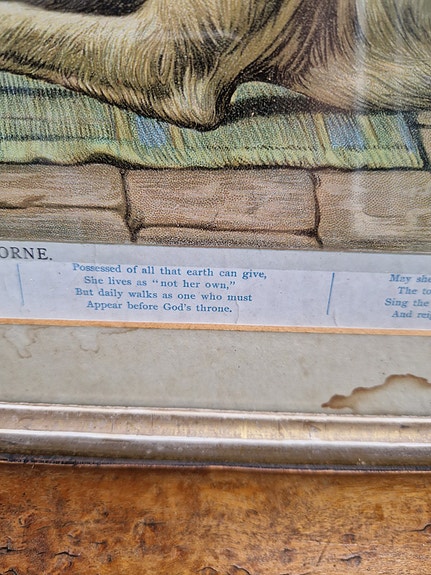 ORNE.
Possessed of all that earth can give,
She lives as "not her own,"
But daily walks as one who must
Appear before God's throne.
May she
The to
Sing the
And reig